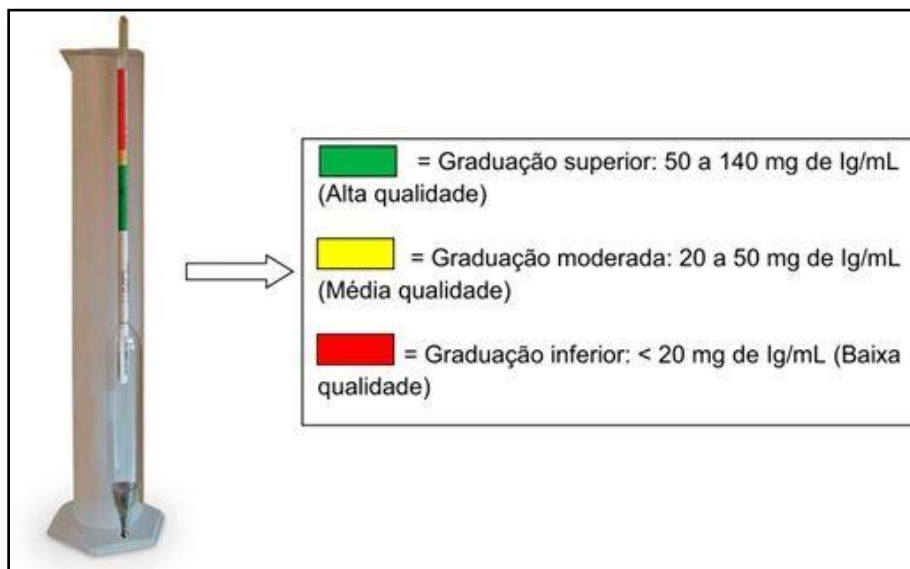 = Graduação superior: 50 a 140 mg de Ig/mL
(Alta qualidade)
= Graduação moderada: 20 a 50 mg de Ig/mL
(Média qualidade)
= Graduação inferior: < 20 mg de Ig/mL (Baixa
qualidade)